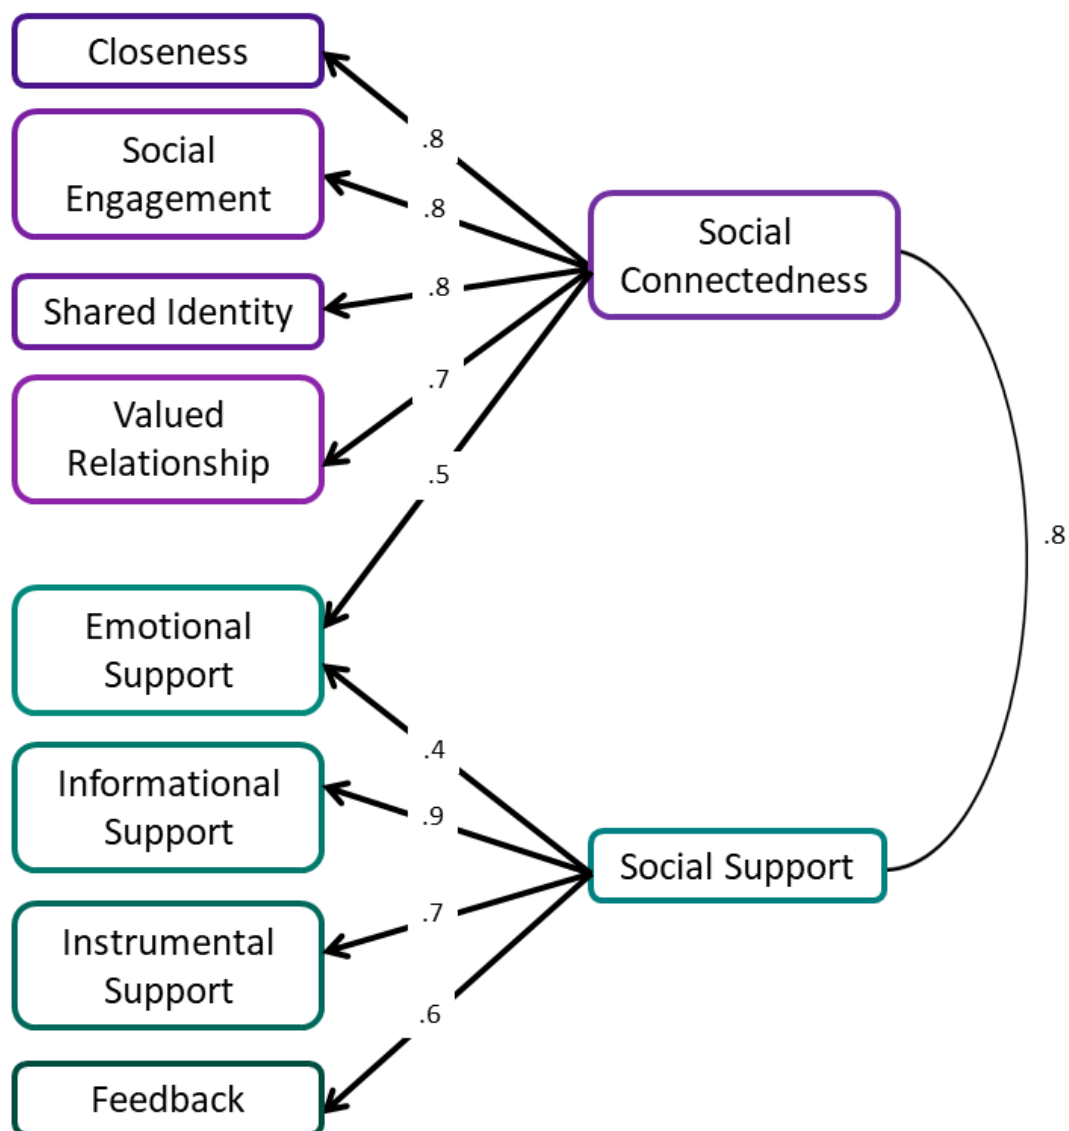 Closeness
Social
Engagement
Shared Identity
Valued
Relationship
Emotional
Support
Informational
Support
Instrumental
Support
Feedback
.8
.8
.8
.7
.5
.4
.9
.7
.6
Social
Connectedness
Social Support
.8